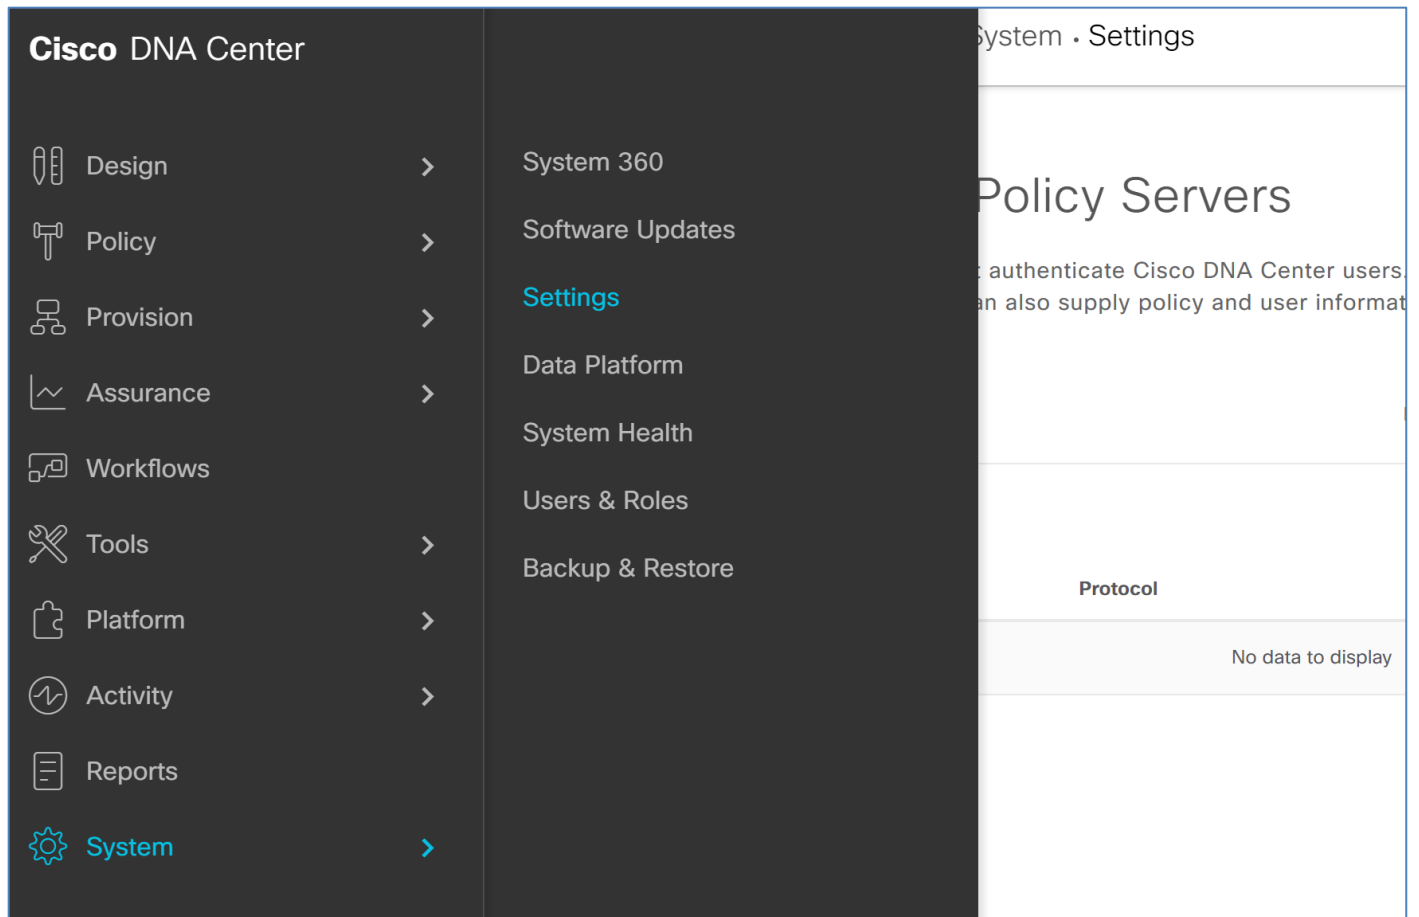 Cisco DNA Center
Design
Policy
Provision
Assurance
Workflows
Tools
Platform
Activity
Reports
System
System 360
Software Updates
Settings
Data Platform
System Health
Users & Roles
Backup & Restore
System · Settings
Policy Servers
authenticate Cisco DNA Center users.
also supply policy and user
Protocol
No data to display